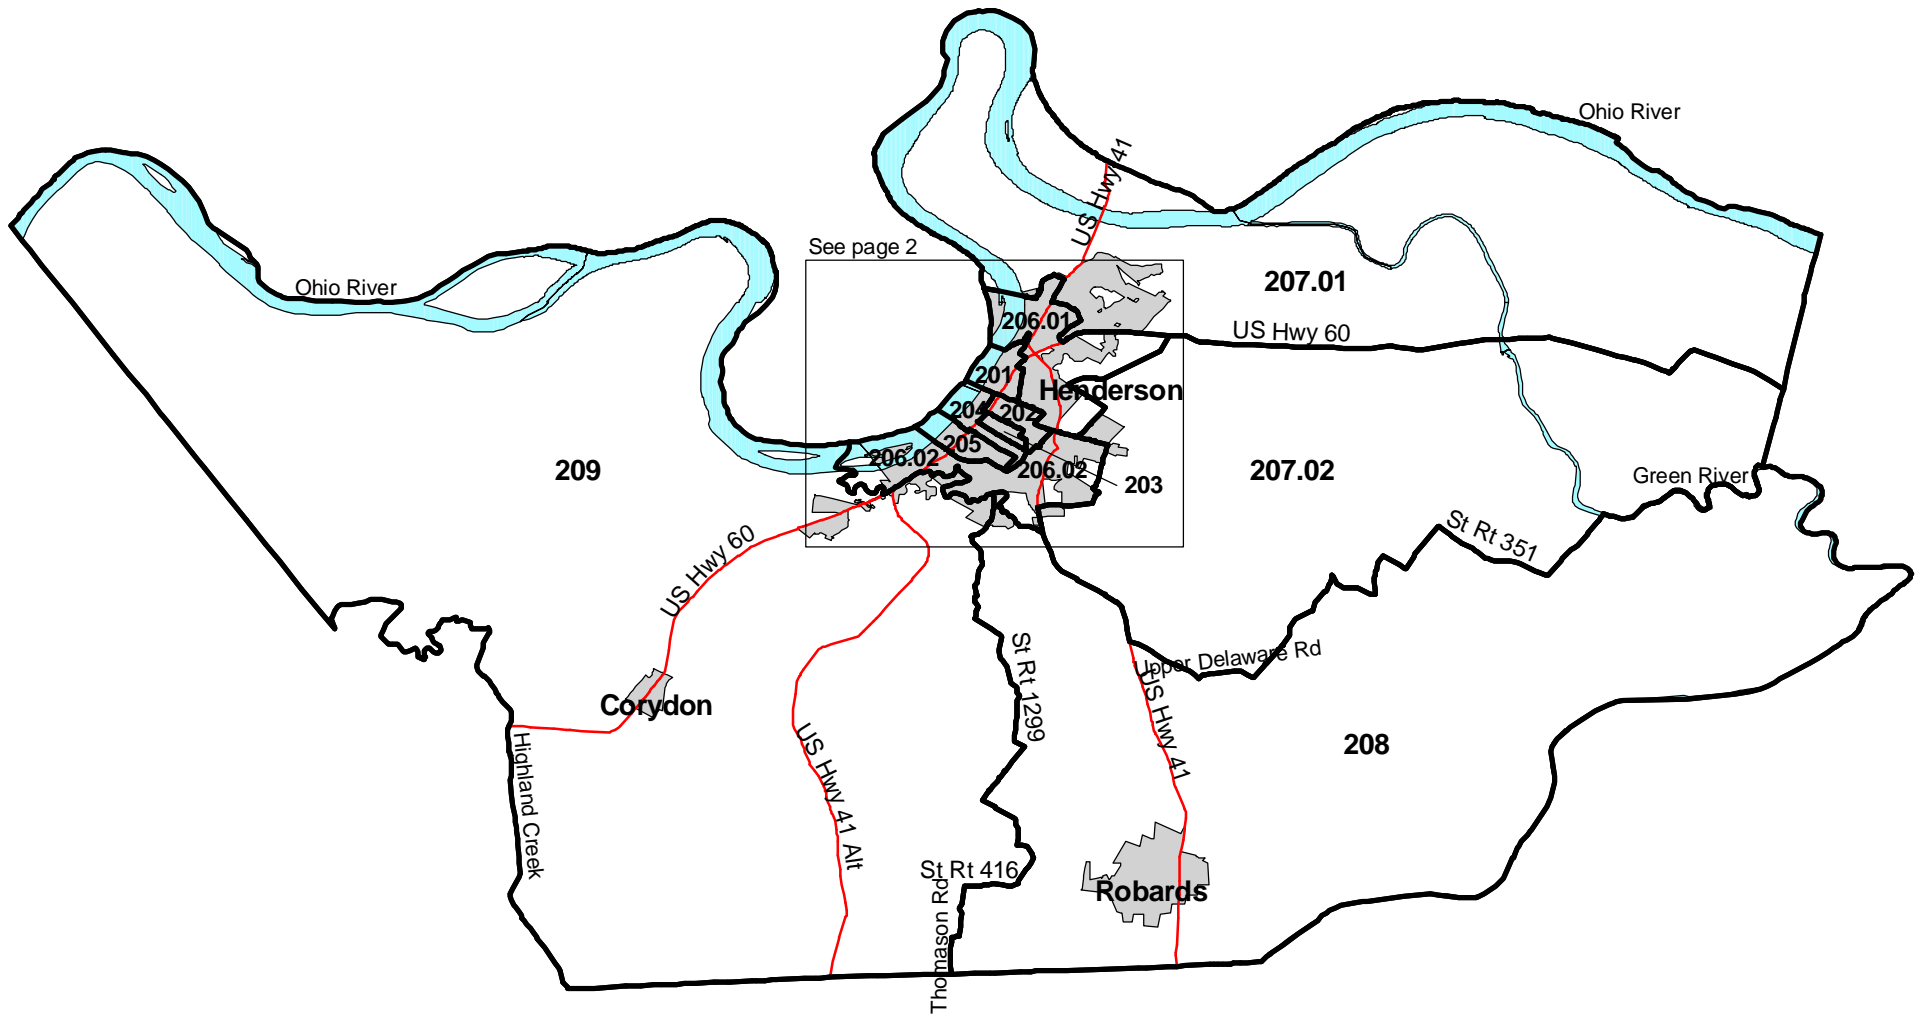 Ohio River
US Hwy 41
See page 2
Ohio River
207.01
206.01
US Hwy 60
201
Henderson
204
202
205
206.02
209
206.02
207.02
203
Green River
St Rt 351
US Hwy 60
St Rt 1299
Upper Delaware Rd
US Hwy 41
Corydon
Highland Creek
US Hwy 41 Alt
208
St Rt 416
Robards
Thomason Rd